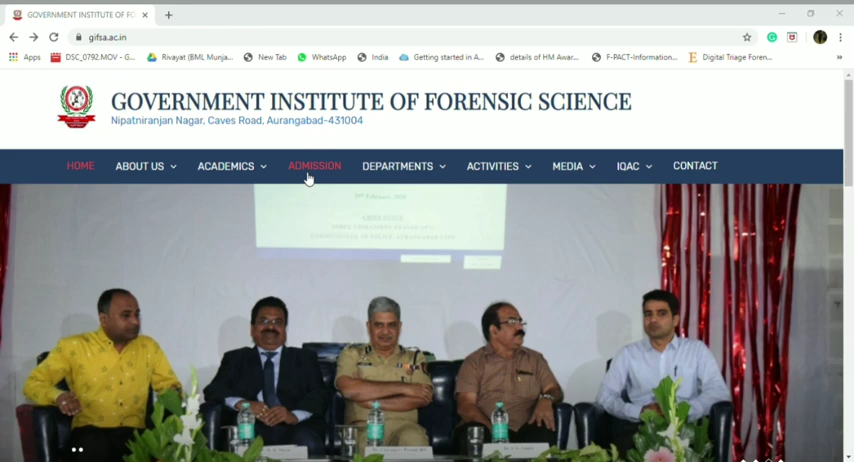 GOVERNMENT INSTITUTE OF FO
gifsa.ac.in
Apps DSC_0792.MOV - G... Rivayat (BML Munja... New Tab WhatsApp India Getting started in A... details of HM Awar... F-PACT-Information... Digital Triage Foren... »
GOVERNMENT INSTITUTE OF FORENSIC SCIENCE
Nipatniranjan Nagar, Caves Road, Aurangabad-431004
HOME ABOUT US ACADEMICS ADMISSION DEPARTMENTS ACTIVITIES MEDIA IQAC CONTACT